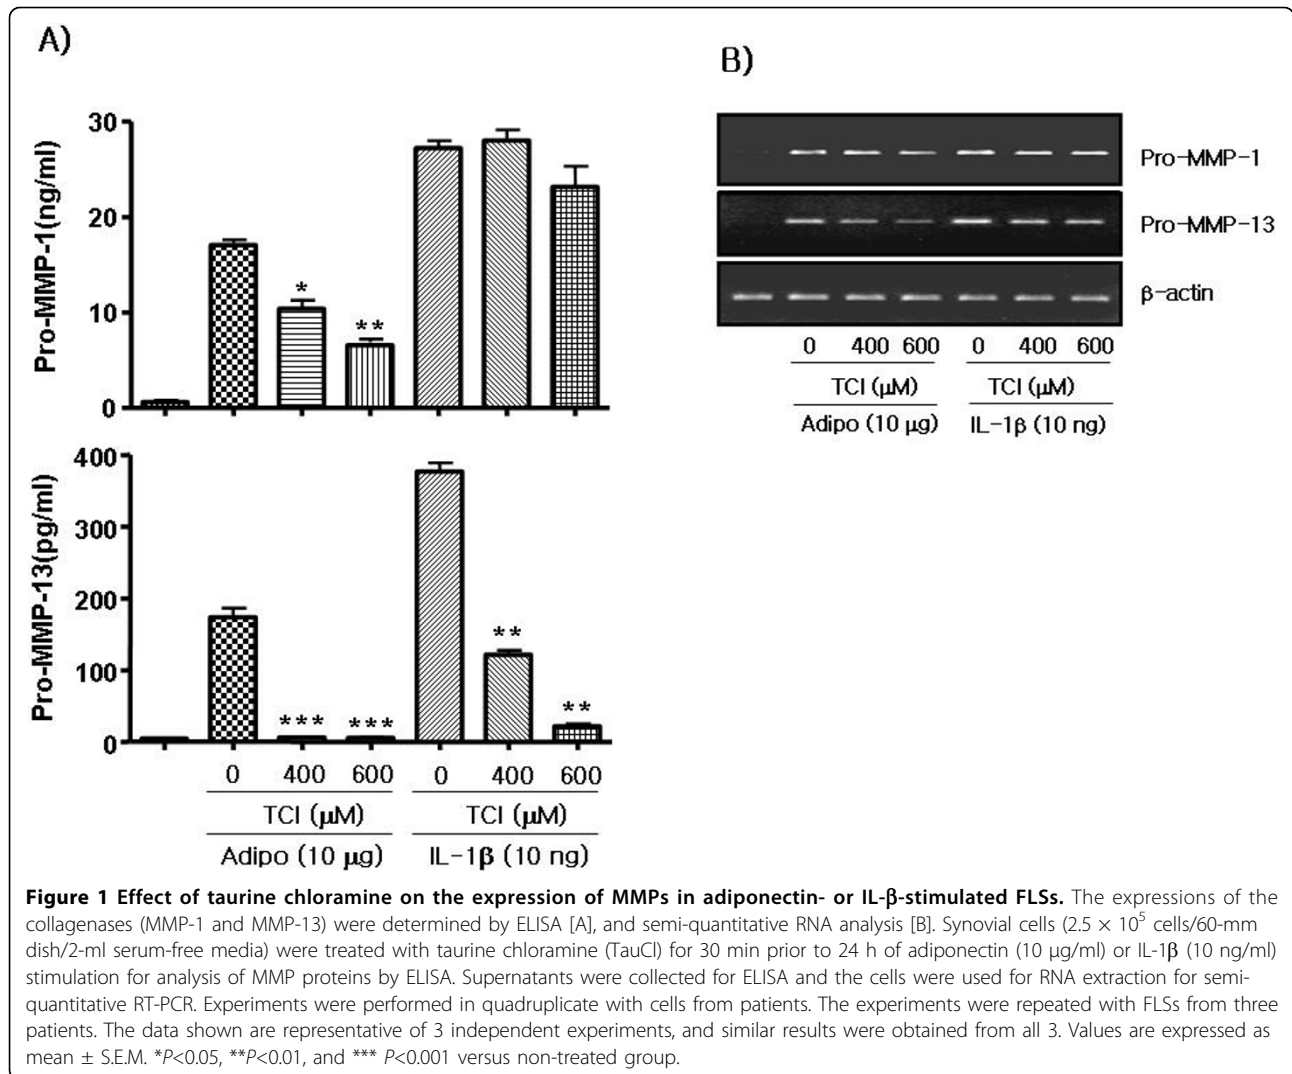 A)
Pro-MMP-1(ng/ml)
30
20
10
0
*
**
Pro-MMP-13(pg/ml)
400
300
200
100
0
***
***
**
**
0 400 600 0 400 600
TCl (μM) TCl (μM)
Adipo (10 μg) IL-1β (10 ng)
B)
Pro-MMP-1
Pro-MMP-13
β-actin
0 400 600 0 400 600
TCl (μM) TCl (μM)
Adipo (10 μg) IL-1β (10 ng)
Figure 1 Effect of taurine chloramine on the expression of MMPs in adiponectin- or IL-β-stimulated FLSs. The expressions of the
collagenases (MMP-1 and MMP-13) were determined by ELISA [A], and semi-quantitative RNA analysis [B]. Synovial cells (2.5 × 10⁵ cells/60-mm
dish/2-ml serum-free media) were treated with taurine chloramine (TauCl) for 30 min prior to 24 h of adiponectin (10 μg/ml) or IL-1β (10 ng/ml)
stimulation for analysis of MMP proteins by ELISA. Supernatants were collected for ELISA and the cells were used for RNA extraction for semi-
quantitative RT-PCR. Experiments were performed in quadruplicate with cells from patients. The experiments were repeated with FLSs from three
patients. The data shown are representative of 3 independent experiments, and similar results were obtained from all 3. Values are expressed as
mean ± S.E.M. *P<0.05, **P<0.01, and *** P<0.001 versus non-treated group.